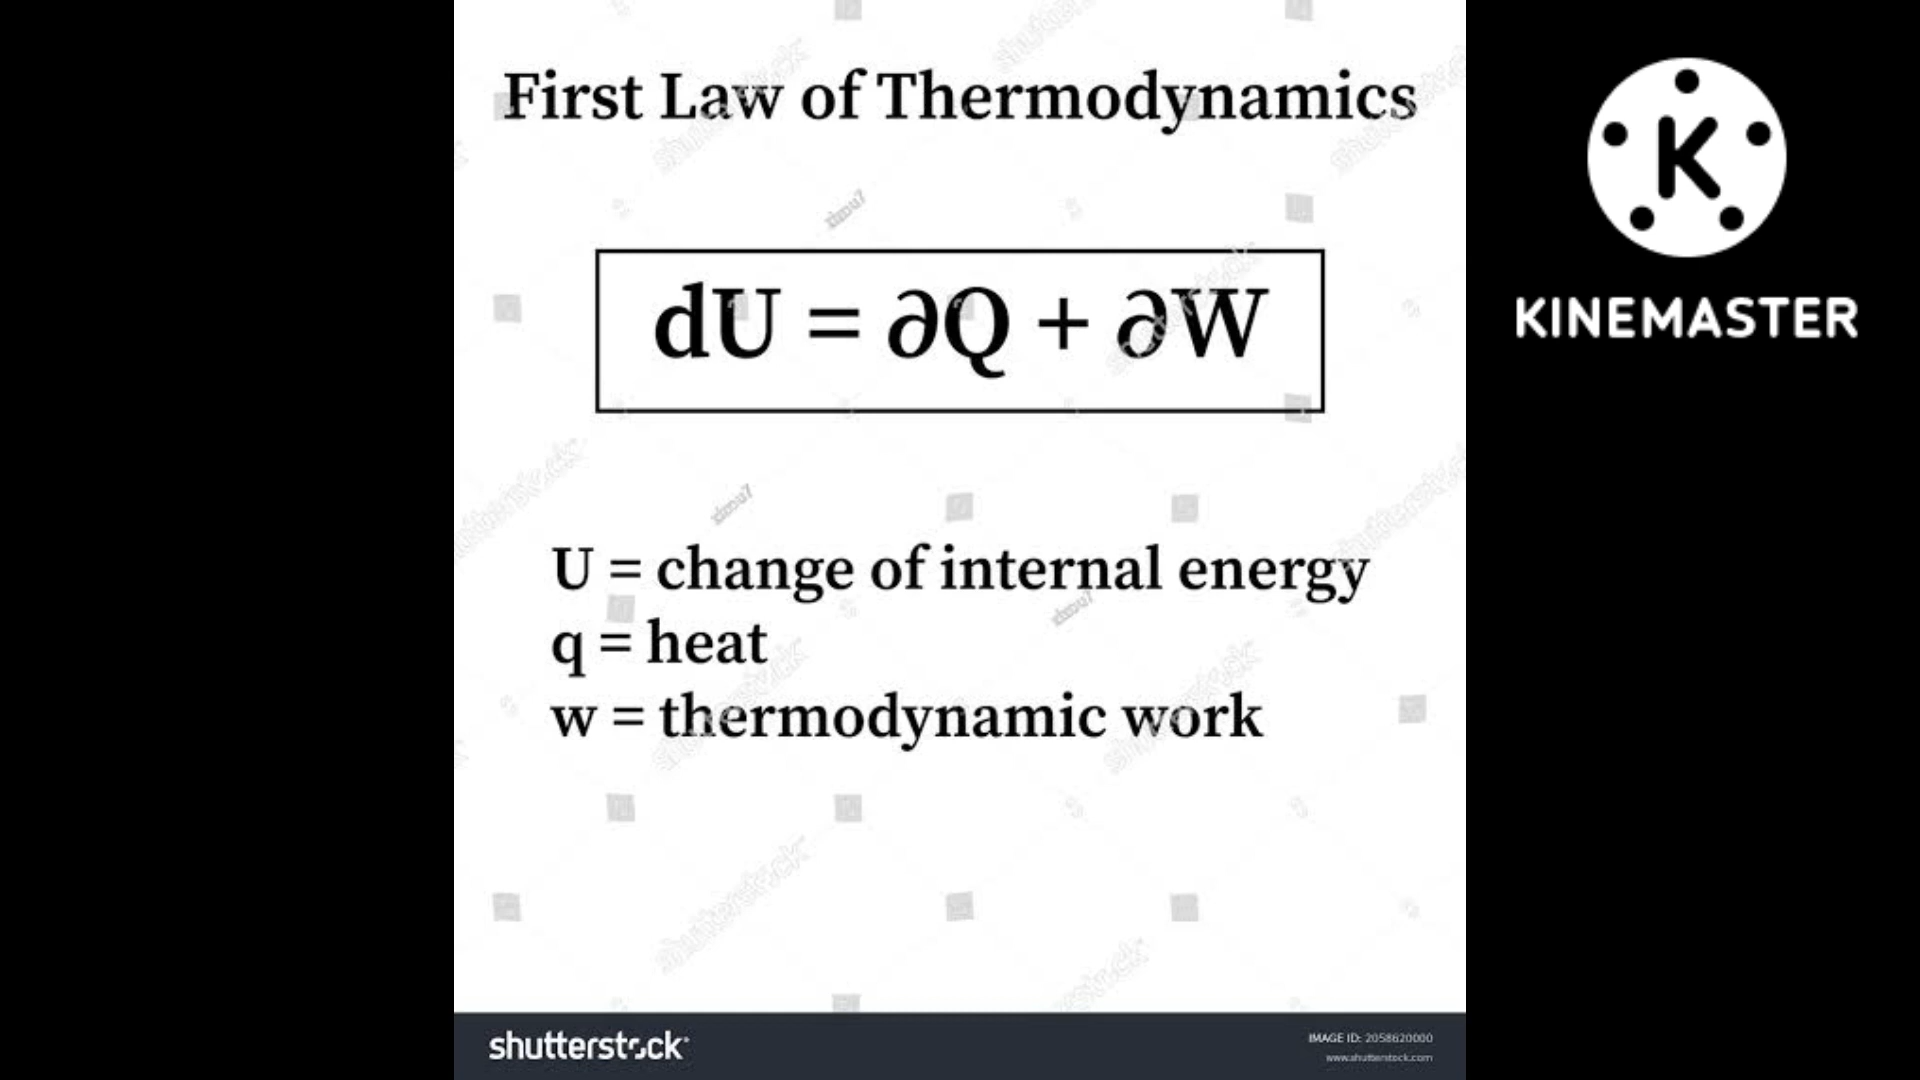 First Law of Thermodynamics
dU = ∂Q + ∂W
U = change of internal energy
q = heat
w = thermodynamic work
K
KINEMASTER
shutterstock
IMAGE ID: 2058620000
www.shutterstock.com